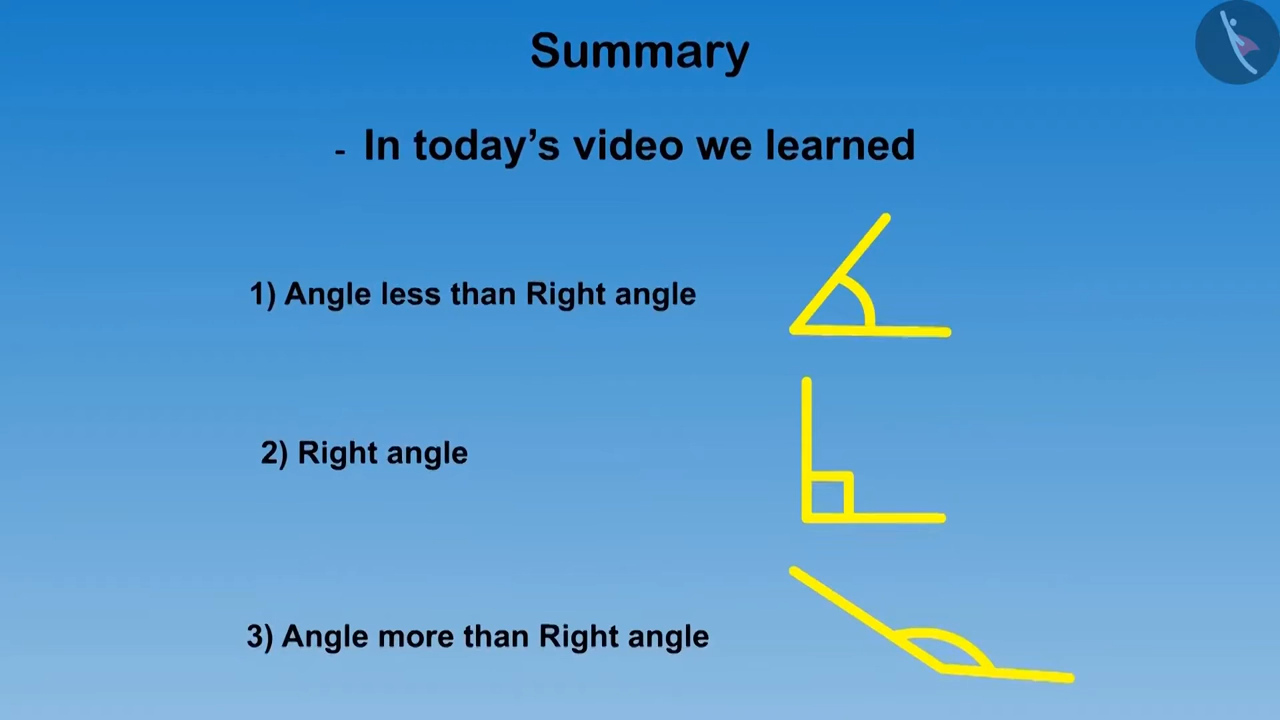 Summary
- In today’s video we learned
1) Angle less than Right angle
2) Right angle
3) Angle more than Right angle